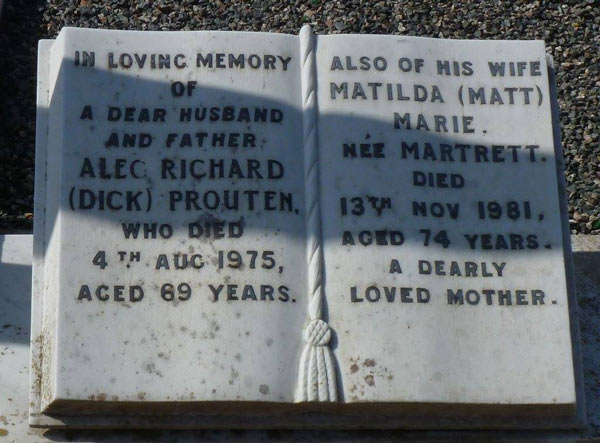 IN LOVING MEMORY
OF
A DEAR HUSBAND
AND FATHER.
ALEC RICHARD
(DICK) PROUTEN.
WHO DIED
4TH AUG 1975,
AGED 69 YEARS.
ALSO OF HIS WIFE
MATILDA (MATT)
MARIE.
NÉE MARTRETT.
DIED
13TH NOV 1981,
AGED 74 YEARS.
A DEARLY
LOVED MOTHER.